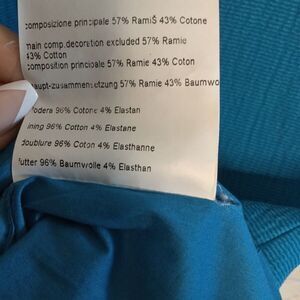 composizione principale 57% RamiŠ 43% Cotone
main comp.decoration excluded 57% Ramie
43% Cotton
composition principale 57% Ramie 43% Coton
haupt-zusammensetzung 57% Ramie 43% Baumwo
fodera 96% Cotone 4% Elastan
lining 96% Cotton 4% Elastane
doublure 96% Coton 4% Elasthanne
futter 96% Baumwolle 4% Elasthan